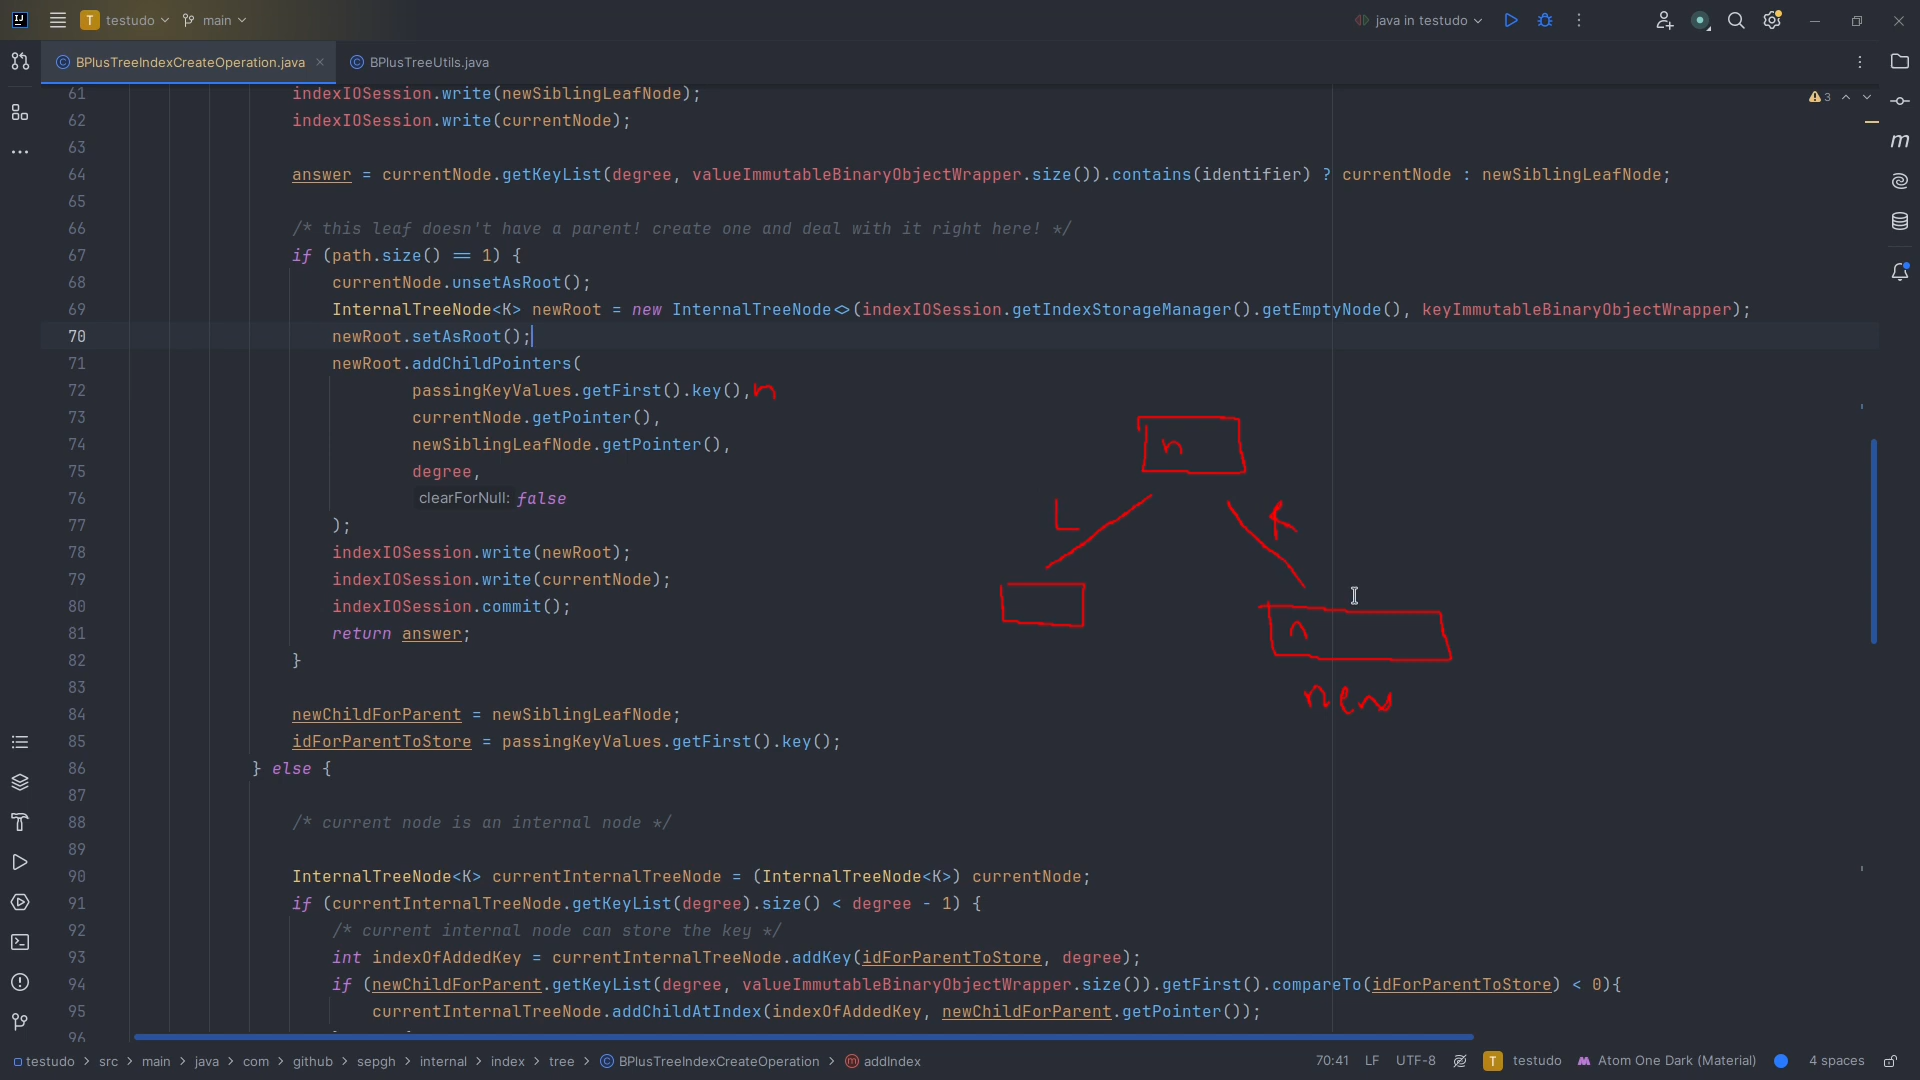 testudo
main
java in testudo
BPlusTreeIndexCreateOperation.java
BPlusTreeUtils.java
3
61 indexIOSession.write(newSiblingLeafNode);
62 indexIOSession.write(currentNode);
63
64 answer = currentNode.getKeyList(degree, valueImmutableBinaryObjectWrapper.size()).contains(identifier) ? currentNode : newSiblingLeafNode;
65
66 /* this leaf doesn't have a parent! create one and deal with it right here! */
67 if (path.size() == 1) {
68 currentNode.unsetAsRoot();
69 InternalTreeNode<K> newRoot = new InternalTreeNode<>(indexIOSession.getIndexStorageManager().getEmptyNode(), keyImmutableBinaryObjectWrapper);
70 newRoot.setAsRoot();
71 newRoot.addChildPointers(
72 passingKeyValues.getFirst().key(), n
73 currentNode.getPointer(),
74 newSiblingLeafNode.getPointer(),
75 degree,
76 clearForNull: false
77 );
78 indexIOSession.write(newRoot);
79 indexIOSession.write(currentNode);
80 indexIOSession.commit();
81 return answer;
82 }
83
84 newChildForParent = newSiblingLeafNode;
85 idForParentToStore = passingKeyValues.getFirst().key();
86 } else {
87
88 /* current node is an internal node */
89
90 InternalTreeNode<K> currentInternalTreeNode = (InternalTreeNode<K>) currentNode;
91 if (currentInternalTreeNode.getKeyList(degree).size() < degree - 1) {
92 /* current internal node can store the key */
93 int indexOfAddedKey = currentInternalTreeNode.addKey(idForParentToStore, degree);
94 if (newChildForParent.getKeyList(degree, valueImmutableBinaryObjectWrapper.size()).getFirst().compareTo(idForParentToStore) < 0){
95 currentInternalTreeNode.addChildAtIndex(indexOfAddedKey, newChildForParent.getPointer());
96
n
L
n
new
testudo > src > main > java > com > github > sepgh > internal > index > tree > BPlusTreeIndexCreateOperation > addIndex
70:41 LF UTF-8 testudo Atom One Dark (Material) 4 spaces